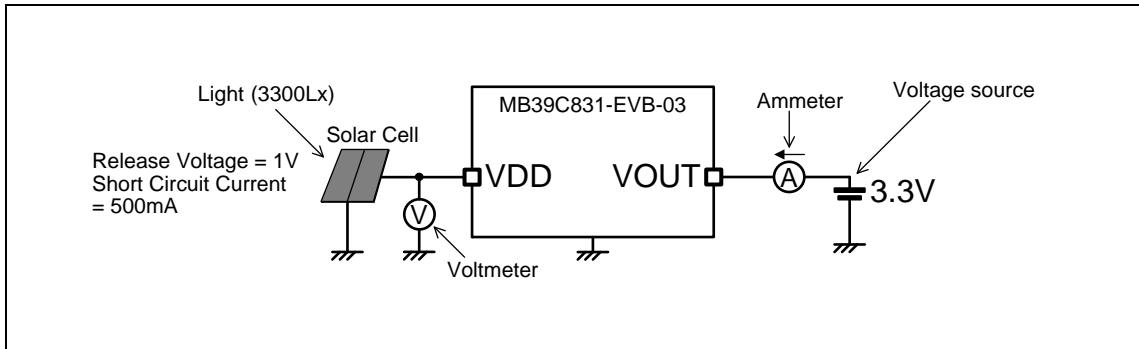 Light (3300Lx)
Solar Cell
Release Voltage = 1V
Short Circuit Current
= 500mA
V
Voltmeter
MB39C831-EVB-03
VDD
VOUT
Ammeter
A
Voltage source
3.3V